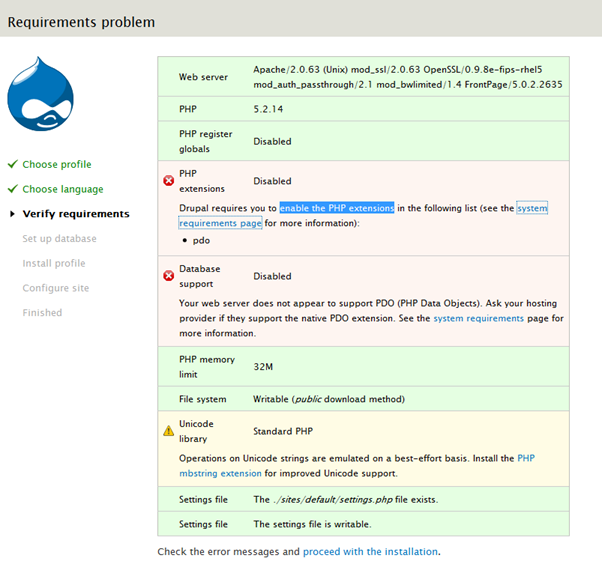 Requirements problem
Choose profile
Choose language
Verify requirements
Set up database
Install profile
Configure site
Finished
Web server
Apache/2.0.63 (Unix) mod_ssl/2.0.63 OpenSSL/0.9.8e-fips-rhel5
mod_auth_passthrough/2.1 mod_bwlimited/1.4 FrontPage/5.0.2.2635
PHP
5.2.14
PHP register
globals
Disabled
PHP
extensions
Disabled
Drupal requires you to enable the PHP extensions in the following list (see the system
requirements page for more information):
• pdo
Database
support
Disabled
Your web server does not appear to support PDO (PHP Data Objects). Ask your hosting
provider if they support the native PDO extension. See the system requirements page for
more information.
PHP memory
limit
32M
File system
Writable (public download method)
Unicode
library
Standard PHP
Operations on Unicode strings are emulated on a best-effort basis. Install the PHP
mbstring extension for improved Unicode support.
Settings file
The ./sites/default/settings.php file exists.
Settings file
The settings file is writable.
Check the error messages and proceed with the installation.